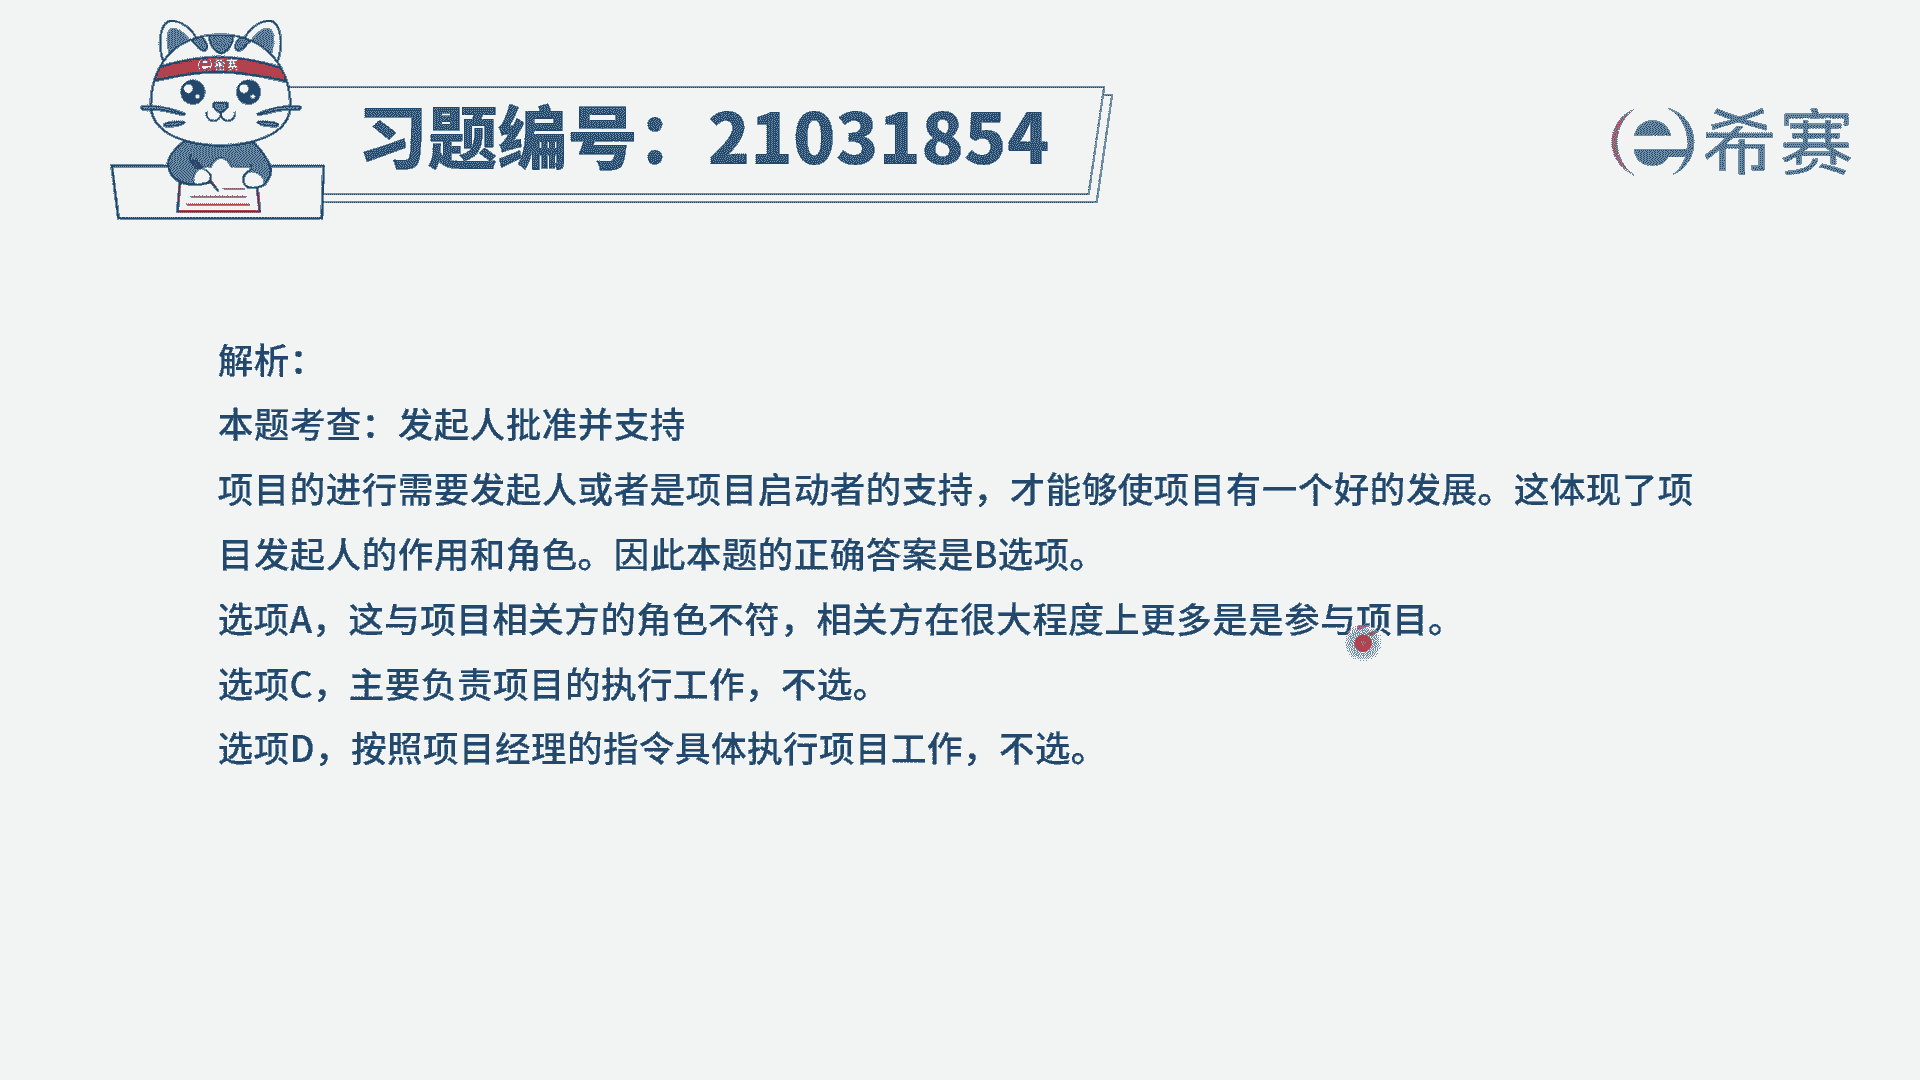 希赛
习题编号：21031854
希赛
解析：
本题考查：发起人批准并支持
项目的进行需要发起人或者是项目启动者的支持，才能够使项目有一个好的发展。这体现了项
目发起人的作用和角色。因此本题的正确答案是B选项。
选项A，这与项目相关方的角色不符，相关方在很大程度上更多是是参与项目。
选项C，主要负责项目的执行工作，不选。
选项D，按照项目经理的指令具体执行项目工作，不选。